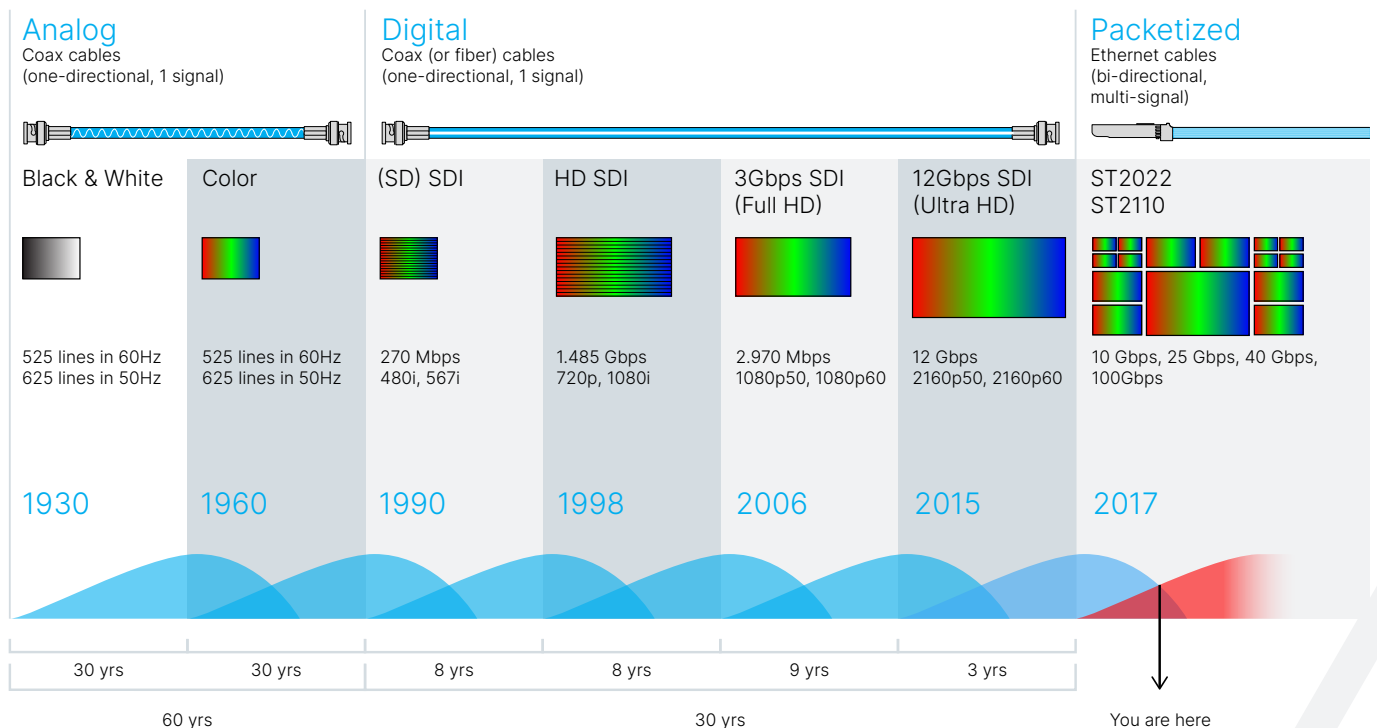 Analog
Coax cables
(one-directional, 1 signal)
Digital
Coax (or fiber) cables
(one-directional, 1 signal)
Packetized
Ethernet cables
(bi-directional,
multi-signal)
Black & White
525 lines in 60Hz
625 lines in 50Hz
1930
Color
525 lines in 60Hz
625 lines in 50Hz
1960
(SD) SDI
270 Mbps
480i, 567i
1990
HD SDI
1.485 Gbps
720p, 1080i
1998
3Gbps SDI
(Full HD)
2.970 Mbps
1080p50, 1080p60
2006
12Gbps SDI
(Ultra HD)
12 Gbps
2160p50, 2160p60
2015
ST2022
ST2110
10 Gbps, 25 Gbps, 40 Gbps,
100Gbps
2017
30 yrs
30 yrs
8 yrs
8 yrs
9 yrs
3 yrs
60 yrs
30 yrs
You are here